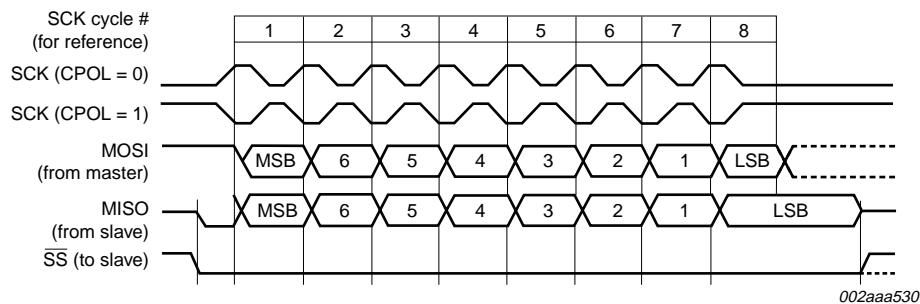 SCK cycle #
(for reference)
1 2 3 4 5 6 7 8
SCK (CPOL = 0)
SCK (CPOL = 1)
MOSI
(from master)
MSB 6 5 4 3 2 1 LSB
MISO
(from slave)
MSB 6 5 4 3 2 1 LSB
S̅S̅ (to slave)
002aaa530